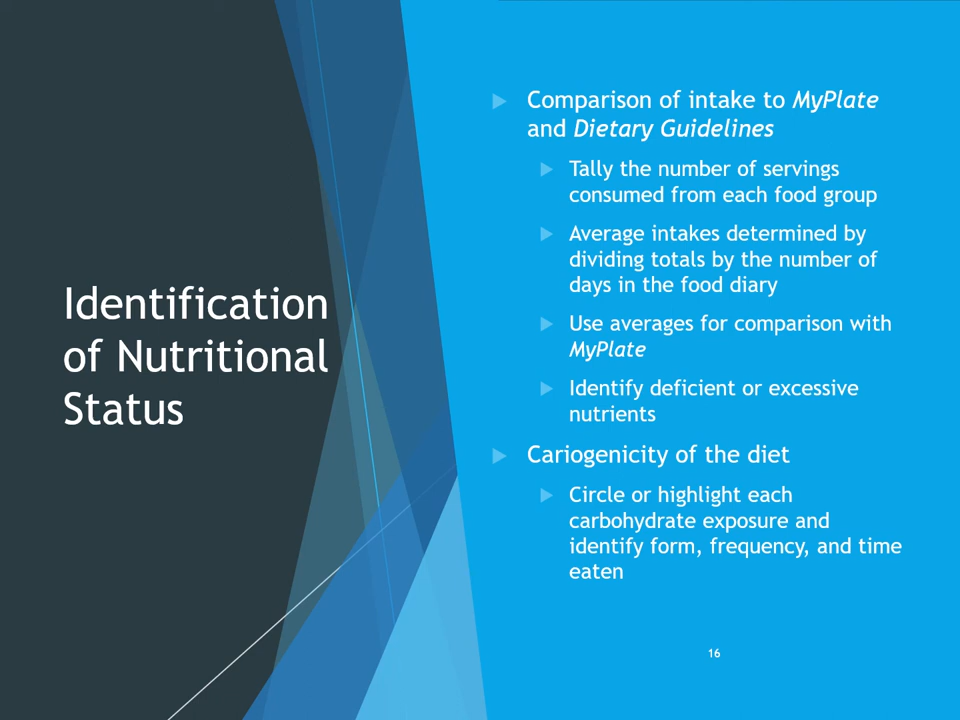 Identification
of Nutritional
Status
Comparison of intake to MyPlate
and Dietary Guidelines
Tally the number of servings
consumed from each food group
Average intakes determined by
dividing totals by the number of
days in the food diary
Use averages for comparison with
MyPlate
Identify deficient or excessive
nutrients
Cariogenicity of the diet
Circle or highlight each
carbohydrate exposure and
identify form, frequency, and time
eaten
16